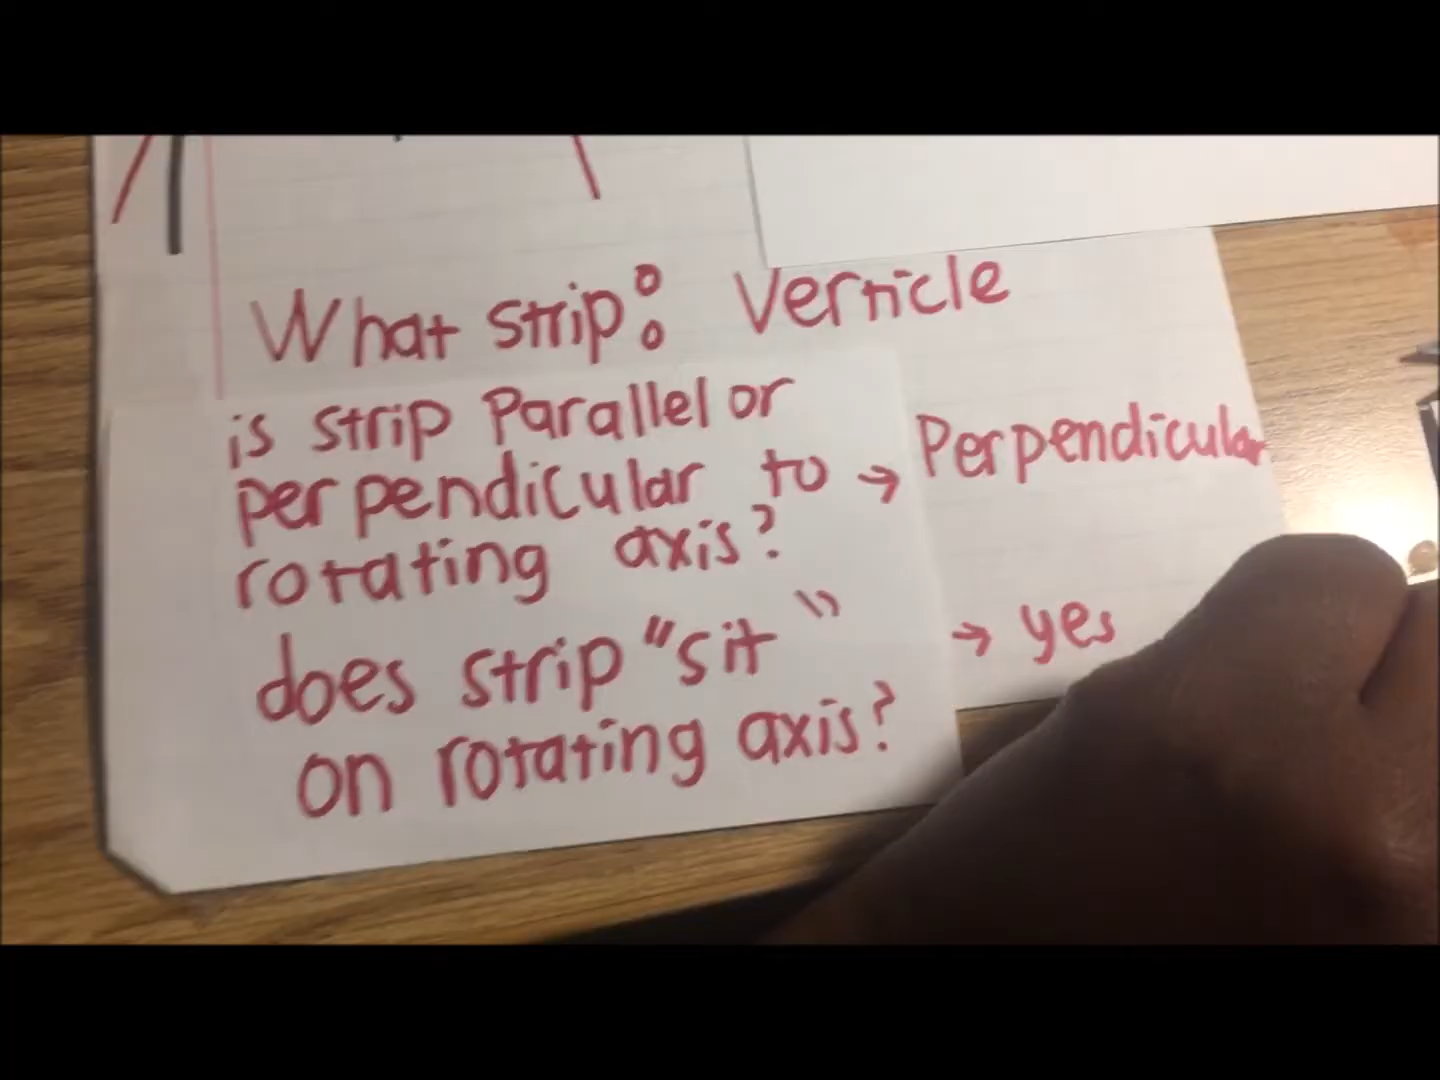 What strip: Verticle
is strip Parallel or
perpendicular to → Perpendicular
rotating axis?
does strip "sit" → yes
on rotating axis?